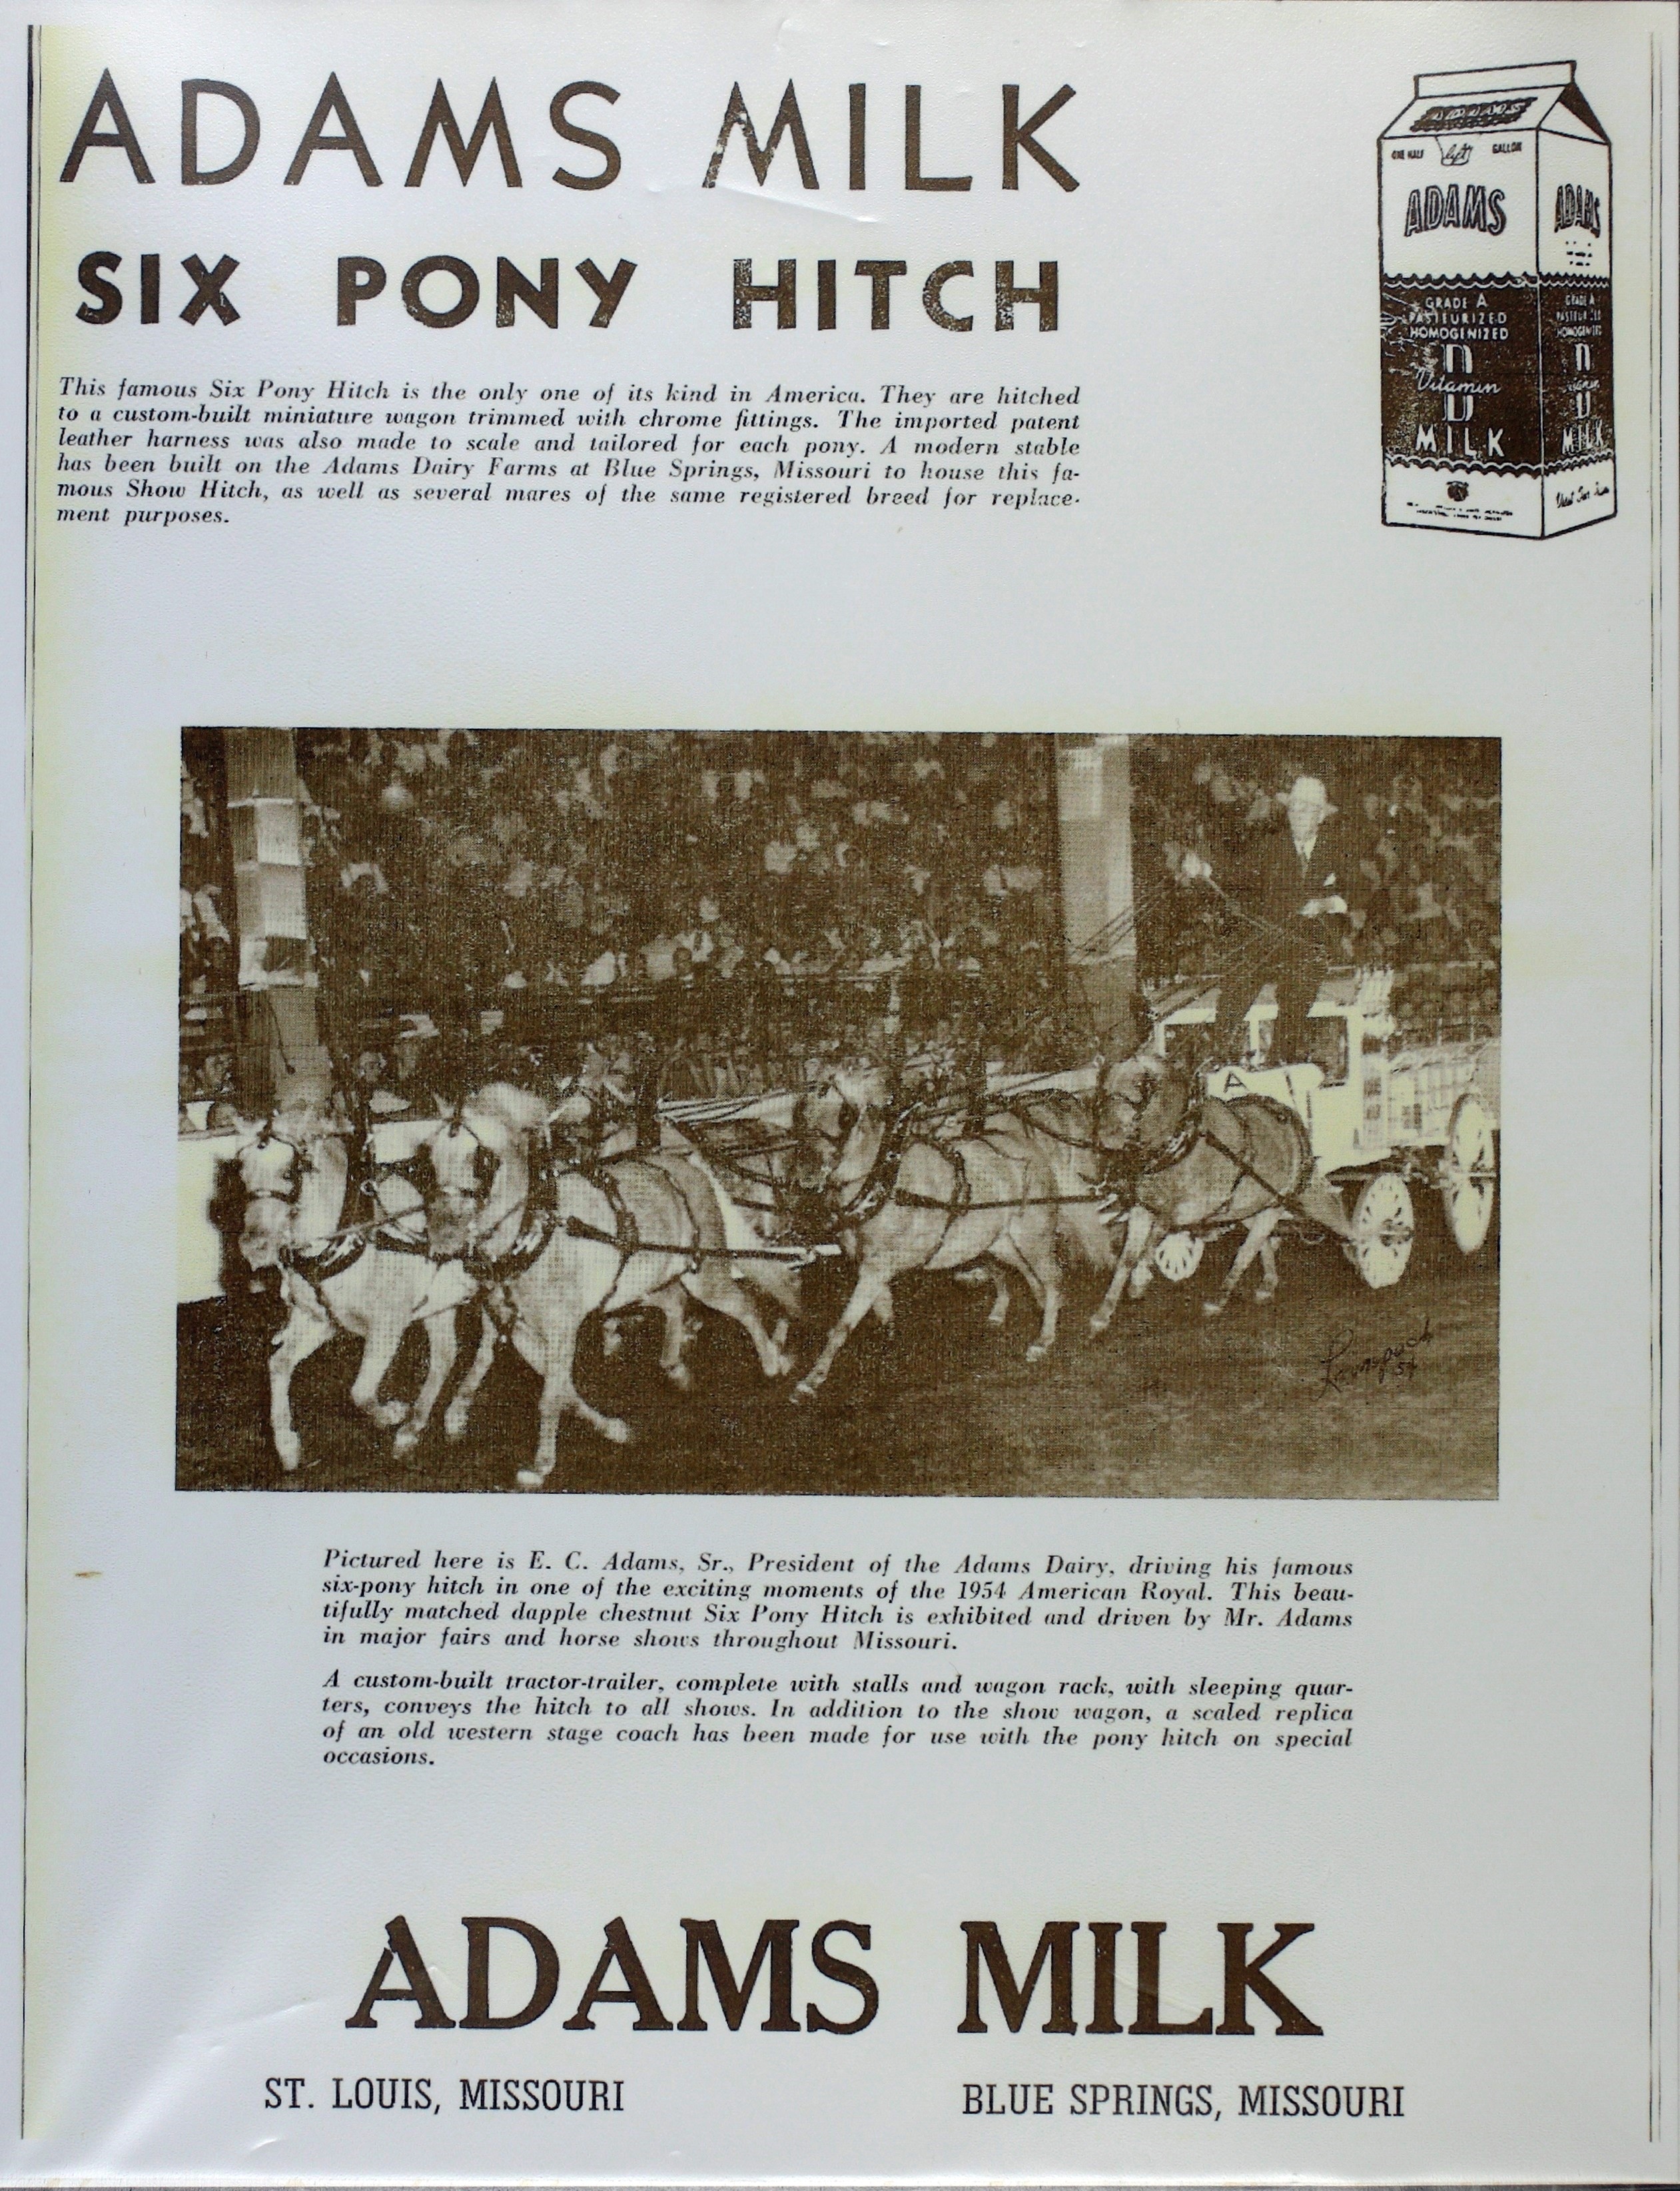 ADAMS MILK
SIX PONY HITCH
This famous Six Pony Hitch is the only one of its kind in America. They are hitched
to a custom-built miniature wagon trimmed with chrome fittings. The imported patent
leather harness was also made to scale and tailored for each pony. A modern stable
has been built on the Adams Dairy Farms at Blue Springs, Missouri to house this fa-
mous Show Hitch, as well as several mares of the same registered breed for replace-
ment purposes.
ADAMS
ONE HALF lift GALLON
ADAMS
ADAMS
GRADE A
PASTEURIZED
HOMOGENIZED
Vitamin
D
MILK
GRADE A
PASTEURIZED
HOMOGENIZED
D
MILK
A
54
Pictured here is E. C. Adams, Sr., President of the Adams Dairy, driving his famous
six-pony hitch in one of the exciting moments of the 1954 American Royal. This beau-
tifully matched dapple chestnut Six Pony Hitch is exhibited and driven by Mr. Adams
in major fairs and horse shows throughout Missouri.
A custom-built tractor-trailer, complete with stalls and wagon rack, with sleeping quar-
ters, conveys the hitch to all shows. In addition to the show wagon, a scaled replica
of an old western stage coach has been made for use with the pony hitch on special
occasions.
ADAMS MILK
ST. LOUIS, MISSOURI
BLUE SPRINGS, MISSOURI